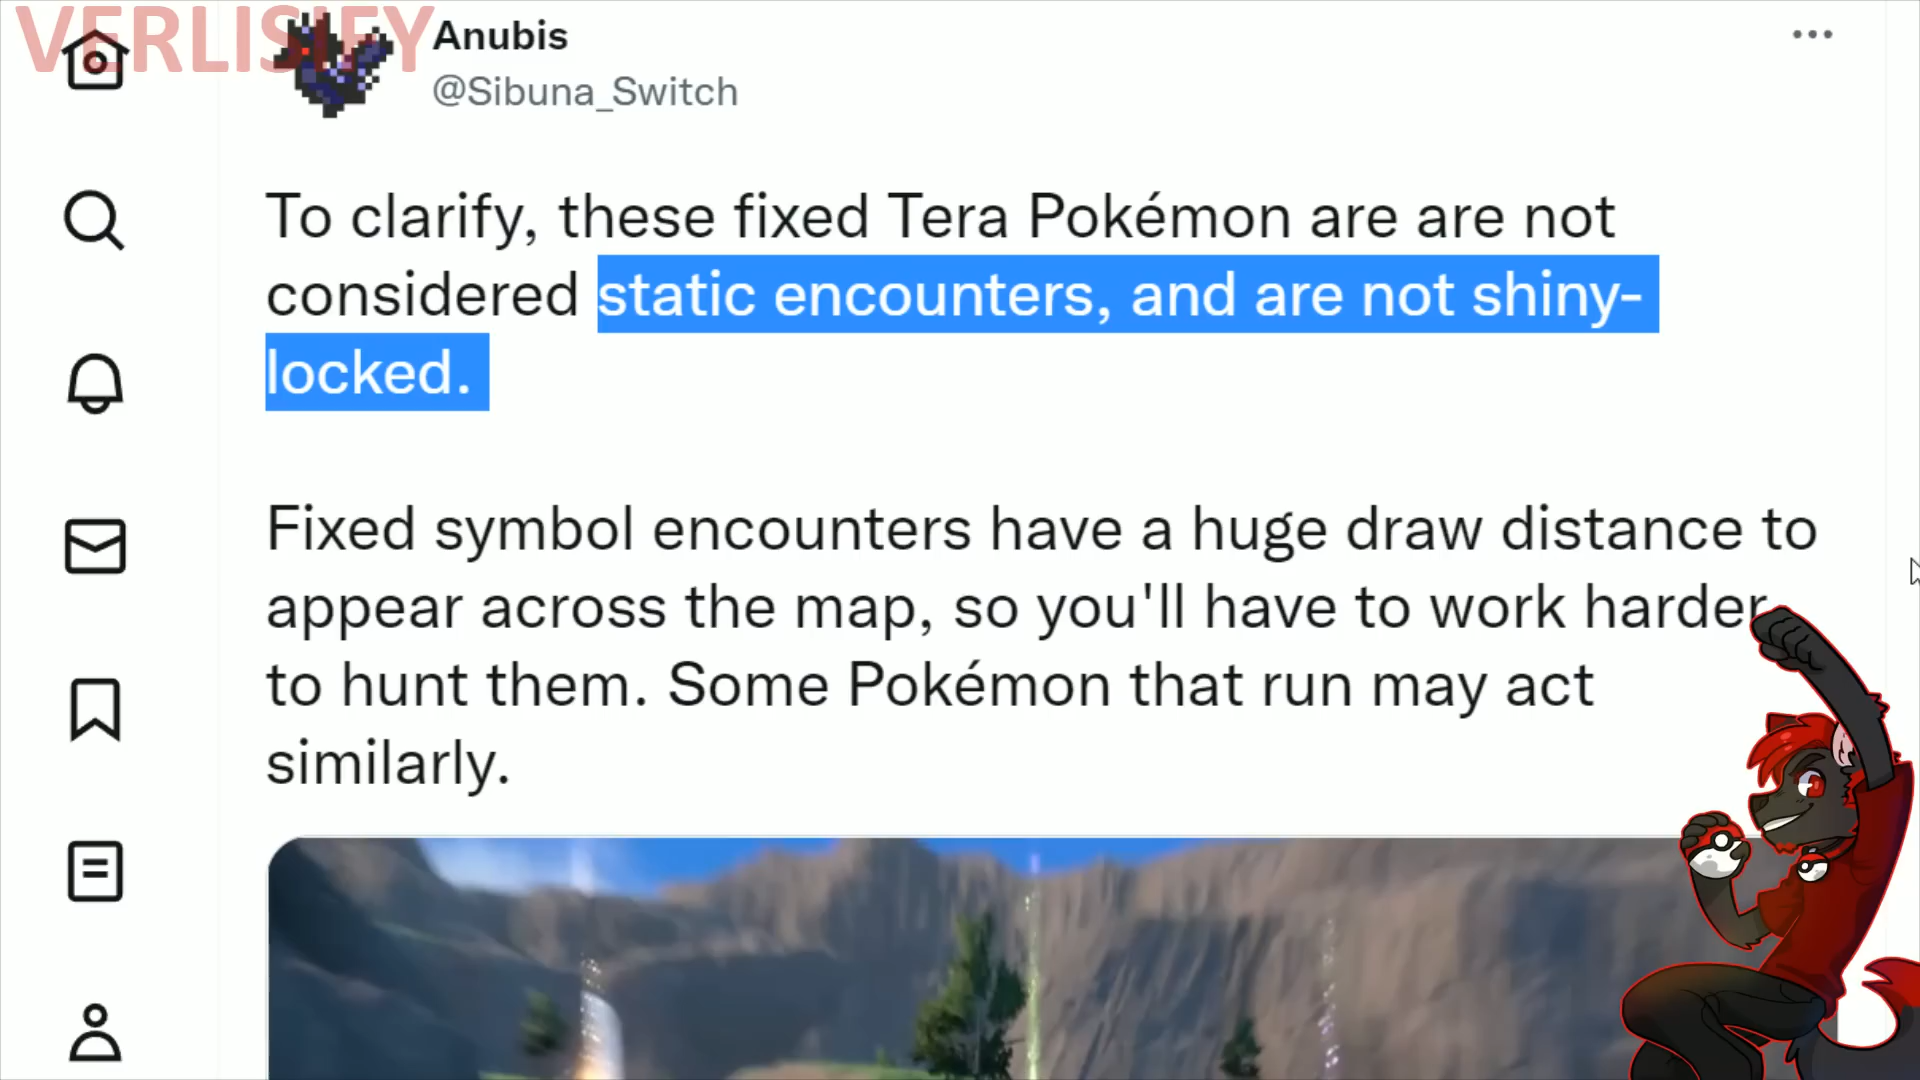 VERLISIFY
Anubis
@Sibuna_Switch
To clarify, these fixed Tera Pokémon are are not
considered static encounters, and are not shiny-
locked.
Fixed symbol encounters have a huge draw distance to
appear across the map, so you'll have to work harder
to hunt them. Some Pokémon that run may act
similarly.